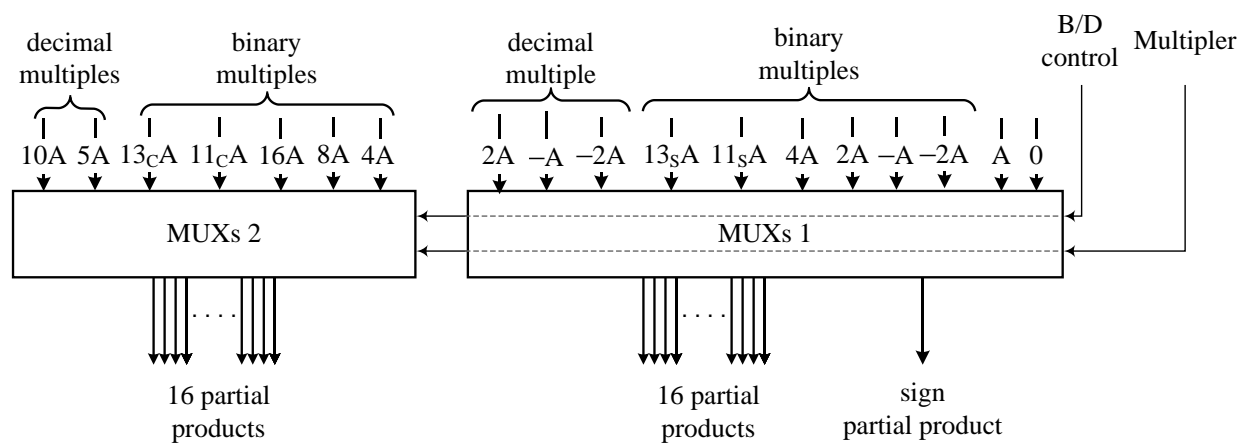 decimal
multiples
binary
multiples
decimal
multiple
binary
multiples
B/D
control
Multipler
10A 5A 13CA 11CA 16A 8A 4A
2A −A −2A 13SA 11SA 4A 2A −A −2A A 0
MUXs 2
MUXs 1
. . . .
. . . .
16 partial
products
16 partial
products
sign
partial product